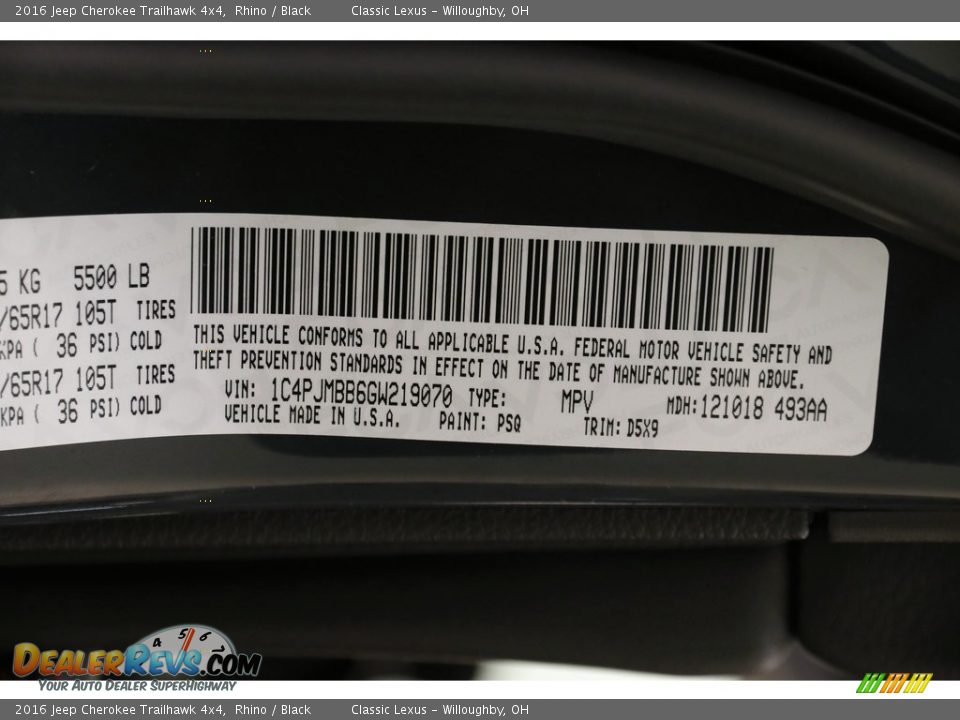 2016 Jeep Cherokee Trailhawk 4x4, Rhino / Black Classic Lexus - Willoughby, OH
5 KG 5500 LB
/65R17 105T TIRES
KPA ( 36 PSI) COLD
/65R17 105T TIRES
KPA ( 36 PSI) COLD
THIS VEHICLE CONFORMS TO ALL APPLICABLE U.S.A. FEDERAL MOTOR VEHICLE SAFETY AND
THEFT PREVENTION STANDARDS IN EFFECT ON THE DATE OF MANUFACTURE SHOWN ABOVE.
VIN: 1C4PJMBB6GW219070 TYPE: MPV MDH:121018 493AA
VEHICLE MADE IN U.S.A. PAINT: PSQ TRIM: D5X9
4 5 6
DealerRevs.com
Your Auto Dealer SuperHighway
2016 Jeep Cherokee Trailhawk 4x4, Rhino / Black Classic Lexus - Willoughby, OH